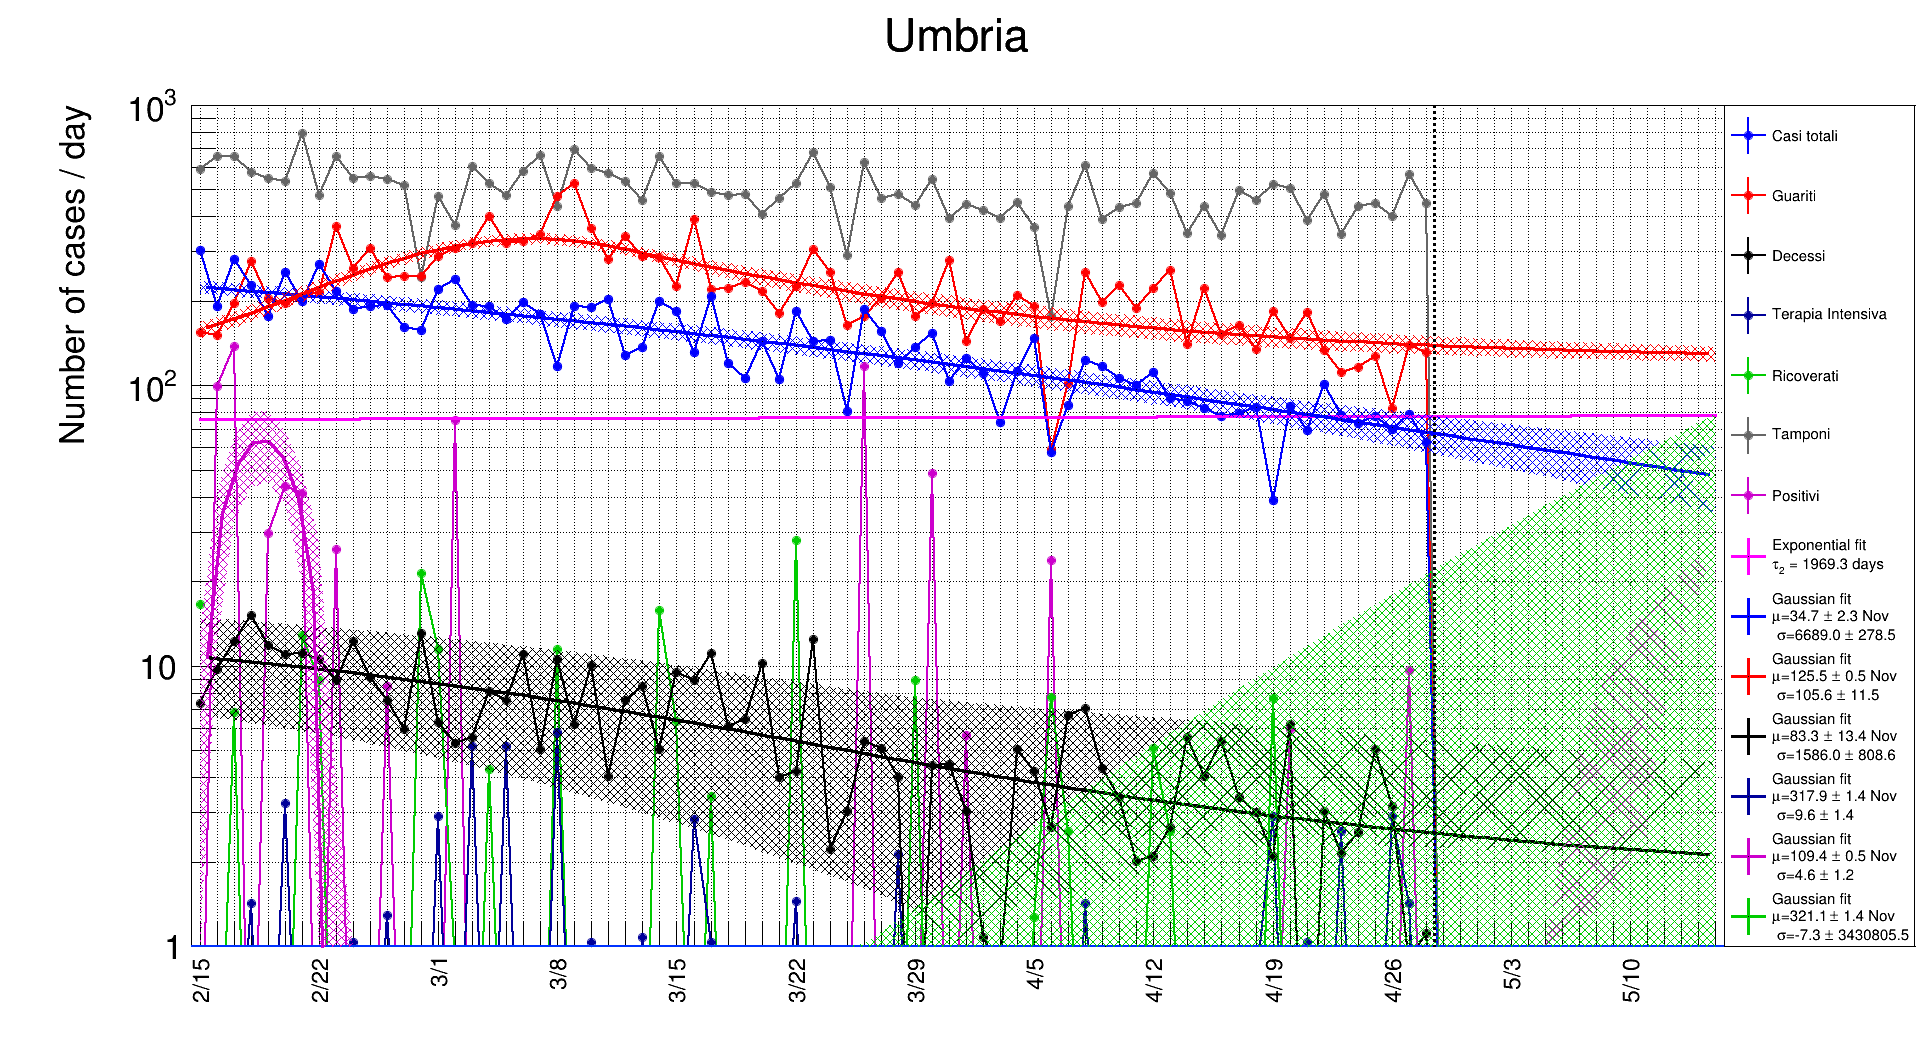 Umbria
Number of cases / day
10³
10²
10
1
2/15
2/22
3/1
3/8
3/15
3/22
3/29
4/5
4/12
4/19
4/26
5/3
5/10
Casi totali
Guariti
Decessi
Terapia Intensiva
Ricoverati
Tamponi
Positivi
Exponential fit
τ₂ = 1969.3 days
Gaussian fit
μ=34.7 ± 2.3 Nov
σ=6689.0 ± 278.5
Gaussian fit
μ=125.5 ± 0.5 Nov
σ=105.6 ± 11.5
Gaussian fit
μ=83.3 ± 13.4 Nov
σ=1586.0 ± 808.6
Gaussian fit
μ=317.9 ± 1.4 Nov
σ=9.6 ± 1.4
Gaussian fit
μ=109.4 ± 0.5 Nov
σ=4.6 ± 1.2
Gaussian fit
μ=321.1 ± 1.4 Nov
σ=-7.3 ± 3430805.5